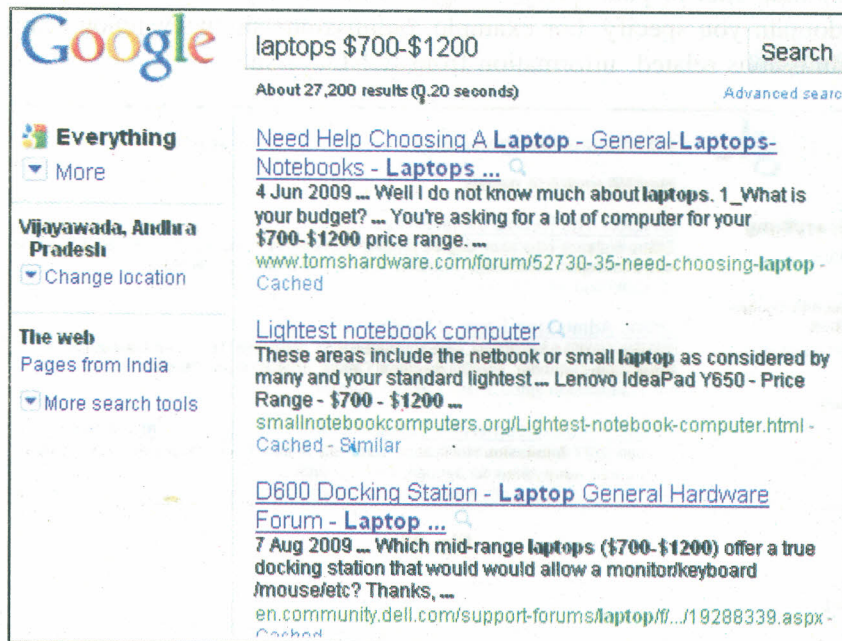 Google
laptops $700-$1200
Search
About 27,200 results (0.20 seconds)
Advanced searc
Everything
More
Vijayawada, Andhra
Pradesh
Change location
The web
Pages from India
More search tools
Need Help Choosing A Laptop - General-Laptops-
Notebooks - Laptops ...
4 Jun 2009 ... Well I do not know much about laptops. 1_What is
your budget? ... You're asking for a lot of computer for your
$700-$1200 price range. ...
www.tomshardware.com/forum/52730-35-need-choosing-laptop -
Cached
Lightest notebook computer
These areas include the netbook or small laptop as considered by
many and your standard lightest ... Lenovo IdeaPad Y650 - Price
Range - $700 - $1200 ...
smallnotebookcomputers.org/Lightest-notebook-computer.html -
Cached - Similar
D600 Docking Station - Laptop General Hardware
Forum - Laptop ...
7 Aug 2009 ... Which mid-range laptops ($700-$1200) offer a true
docking station that would would allow a monitor/keyboard
/mouse/etc? Thanks, ...
en.community.dell.com/support-forums/laptop/f/.../19288339.aspx -
Cached